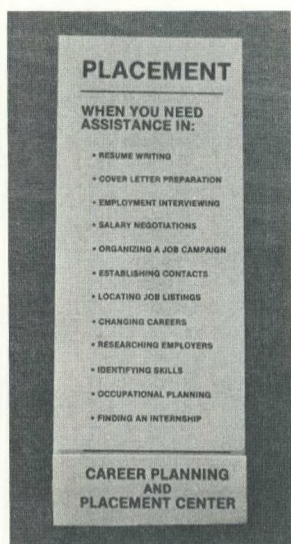 PLACEMENT
WHEN YOU NEED
ASSISTANCE IN:
• RESUME WRITING
• COVER LETTER PREPARATION
• EMPLOYMENT INTERVIEWING
• SALARY NEGOTIATIONS
• ORGANIZING A JOB CAMPAIGN
• ESTABLISHING CONTACTS
• LOCATING JOB LISTINGS
• CHANGING CAREERS
• RESEARCHING EMPLOYERS
• IDENTIFYING SKILLS
• OCCUPATIONAL PLANNING
• FINDING AN INTERNSHIP
CAREER PLANNING
AND
PLACEMENT CENTER